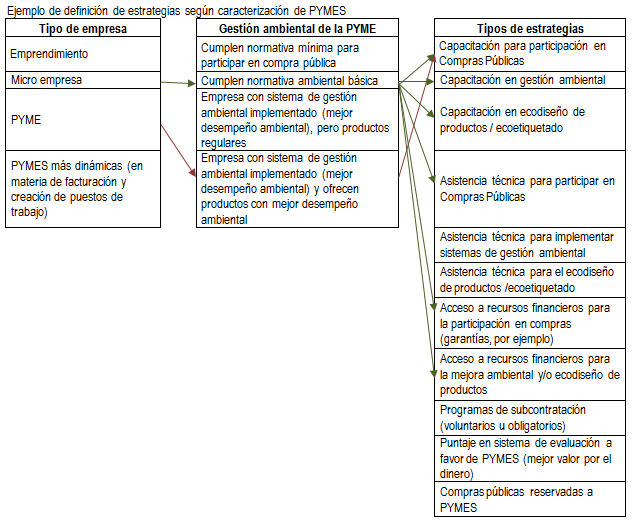 Ejemplo de definición de estrategias según caracterización de PYMES
Tipo de empresa
Emprendimiento
Micro empresa
PYME
PYMES más dinámicas (en
materia de facturación y
creación de puestos de
trabajo)
Gestión ambiental de la PYME
Cumplen normativa mínima para
participar en compra pública
Cumplen normativa ambiental básica
Empresa con sistema de gestión
ambiental implementado (mejor
desempeño ambiental), pero productos
regulares
Empresa con sistema de gestión
ambiental implementado (mejor
desempeño ambiental) y ofrecen
productos con mejor desempeño
ambiental
Tipos de estrategias
Capacitación para participación en
Compras Públicas
Capacitación en gestión ambiental
Capacitación en ecodiseño de
productos / ecoetiquetado
Asistencia técnica para participar en
Compras Públicas
Asistencia técnica para implementar
sistemas de gestión ambiental
Asistencia técnica para el ecodiseño
de productos /ecoetiquetado
Acceso a recursos financieros para
la participación en compras
(garantías, por ejemplo)
Acceso a recursos financieros para
la mejora ambiental y/o ecodiseño de
productos
Programas de subcontratación
(voluntarios u obligatorios)
Puntaje en sistema de evaluación a
favor de PYMES (mejor valor por el
dinero)
Compras públicas reservadas a
PYMES